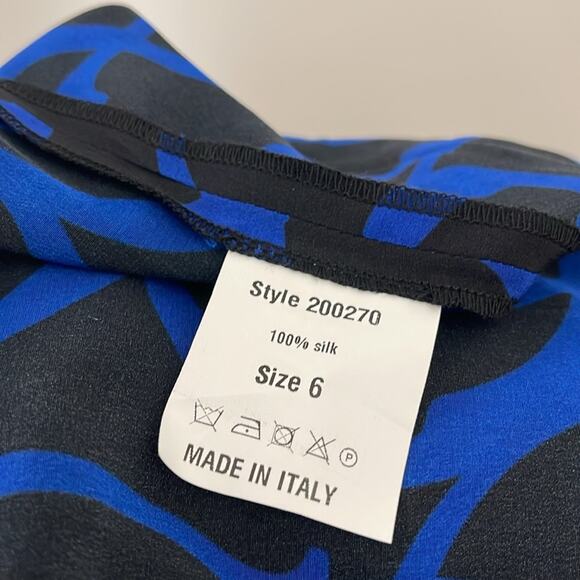 Style 200270
100% silk
Size 6
P
MADE IN ITALY